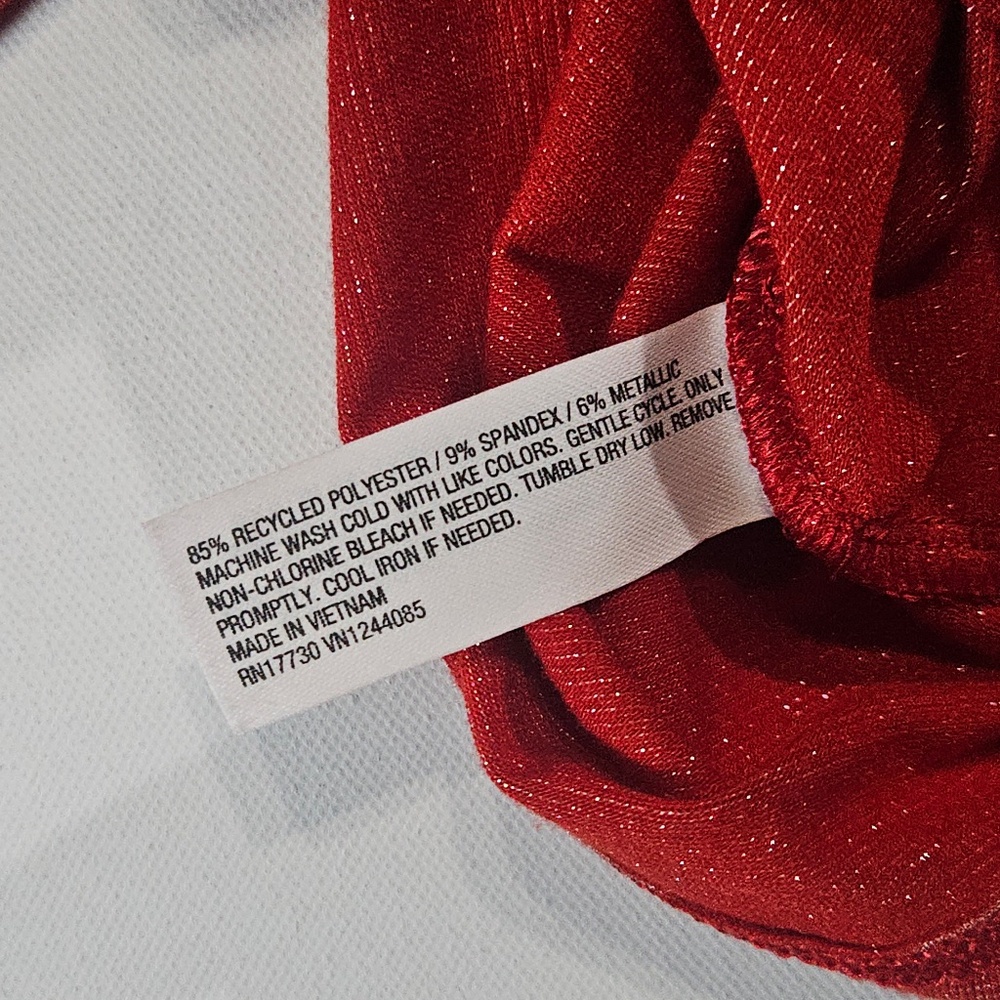 85% RECYCLED POLYESTER / 9% SPANDEX / 6% METALLIC
MACHINE WASH COLD WITH LIKE COLORS. GENTLE CYCLE. ONLY
NON-CHLORINE BLEACH IF NEEDED. TUMBLE DRY LOW. REMOVE
PROMPTLY. COOL IRON IF NEEDED.
MADE IN VIETNAM
RN17730 VN1244085